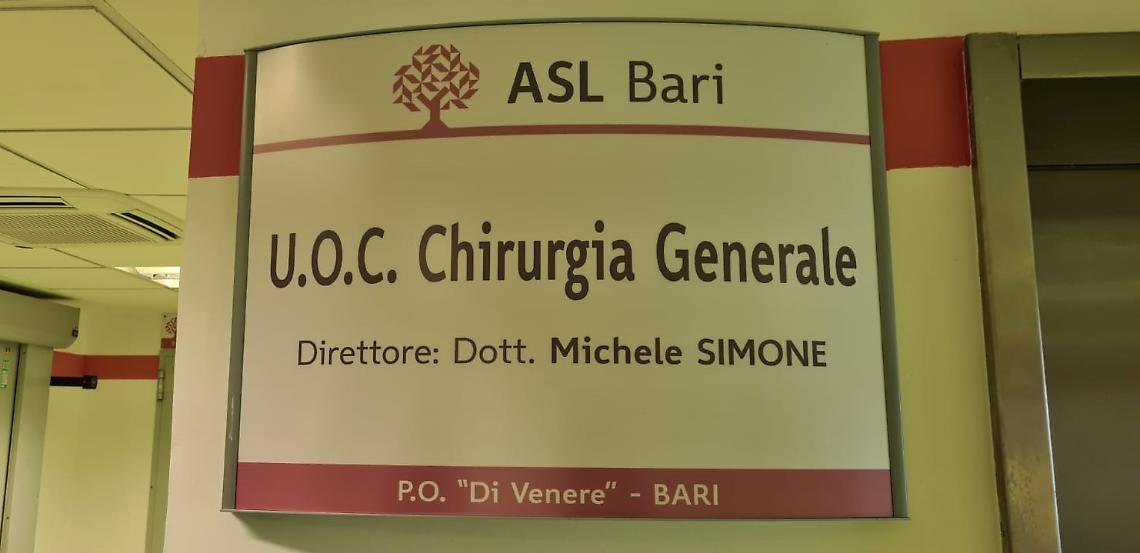 ASL Bari
U.O.C. Chirurgia Generale
Direttore: Dott. Michele SIMONE
P.O. "Di Venere" - BARI